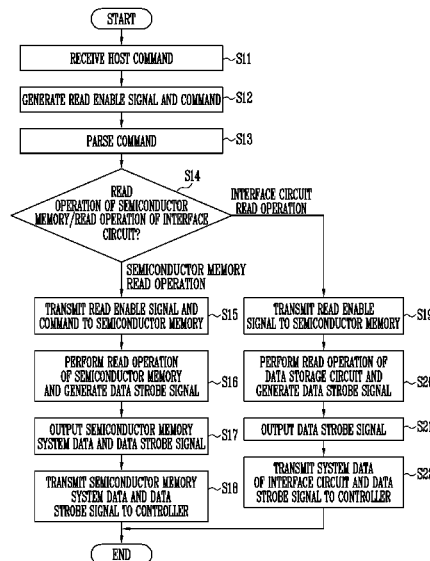 START
RECEIVE HOST COMMAND
S11
GENERATE READ ENABLE SIGNAL AND COMMAND
S12
PARSE COMMAND
S13
S14
READ
OPERATION OF SEMICONDUCTOR
MEMORY/READ OPERATION OF INTERFACE
CIRCUIT?
INTERFACE CIRCUIT
READ OPERATION
SEMICONDUCTOR MEMORY
READ OPERATION
TRANSMIT READ ENABLE SIGNAL AND
COMMAND TO SEMICONDUCTOR MEMORY
S15
PERFORM READ OPERATION
OF SEMICONDUCTOR MEMORY
AND GENERATE DATA STROBE SIGNAL
S16
OUTPUT SEMICONDUCTOR MEMORY
SYSTEM DATA AND DATA STROBE SIGNAL
S17
TRANSMIT SEMICONDUCTOR MEMORY
SYSTEM DATA AND DATA
STROBE SIGNAL TO CONTROLLER
S18
TRANSMIT READ ENABLE
SIGNAL TO SEMICONDUCTOR MEMORY
S19
PERFORM READ OPERATION OF
DATA STORAGE CIRCUIT AND
GENERATE DATA STROBE SIGNAL
S20
OUTPUT DATA STROBE SIGNAL
S21
TRANSMIT SYSTEM DATA
OF INTERFACE CIRCUIT AND DATA
STROBE SIGNAL TO CONTROLLER
S22
END